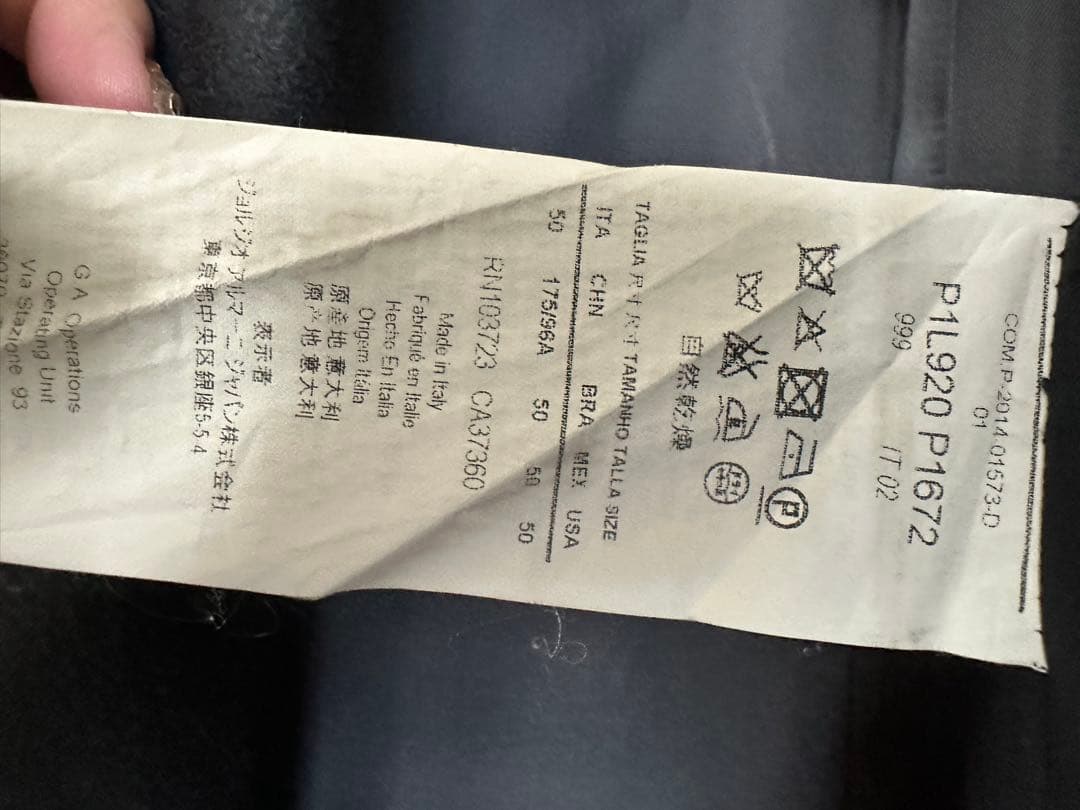 COM.P-2014.01573-D
01
P1L920 P1672
999 IT 02
P
自然乾燥
TAGLIA 尺寸 尺寸 TAMANHO TALLA SIZE
ITA CHN BRA MEX USA
50 175/96A 50 50 50
RN103723 CA37360
Made in Italy
Fabriqué en Italie
Hecho En Italia
Origem: Itália
原産地意大利
原产地意大利
表示者
ジョルジオ アルマーニ ジャパン株式会社
東京都中央区銀座5-5-4
G A Operations
Operating Unit
Via Stazione 93